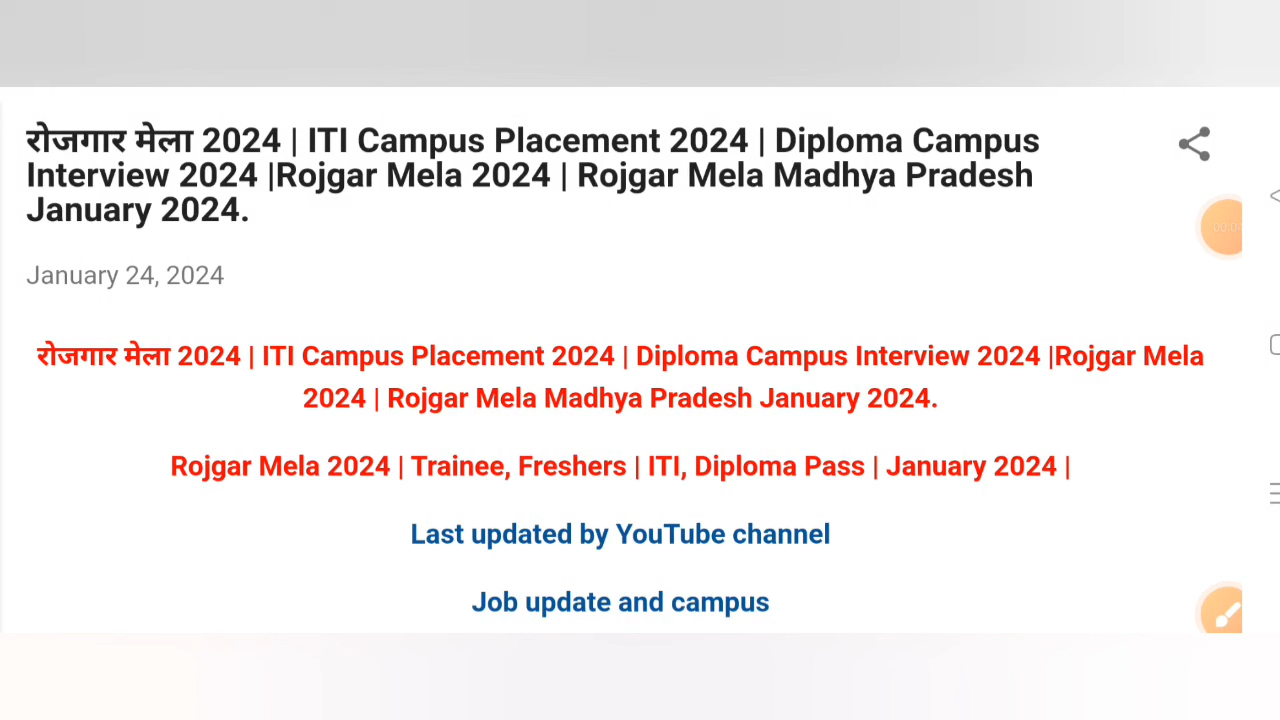 रोजगार मेला 2024 | ITI Campus Placement 2024 | Diploma Campus
Interview 2024 |Rojgar Mela 2024 | Rojgar Mela Madhya Pradesh
January 2024.
January 24, 2024
रोजगार मेला 2024 | ITI Campus Placement 2024 | Diploma Campus Interview 2024 |Rojgar Mela
2024 | Rojgar Mela Madhya Pradesh January 2024.
Rojgar Mela 2024 | Trainee, Freshers | ITI, Diploma Pass | January 2024 |
Last updated by YouTube channel
Job update and campus